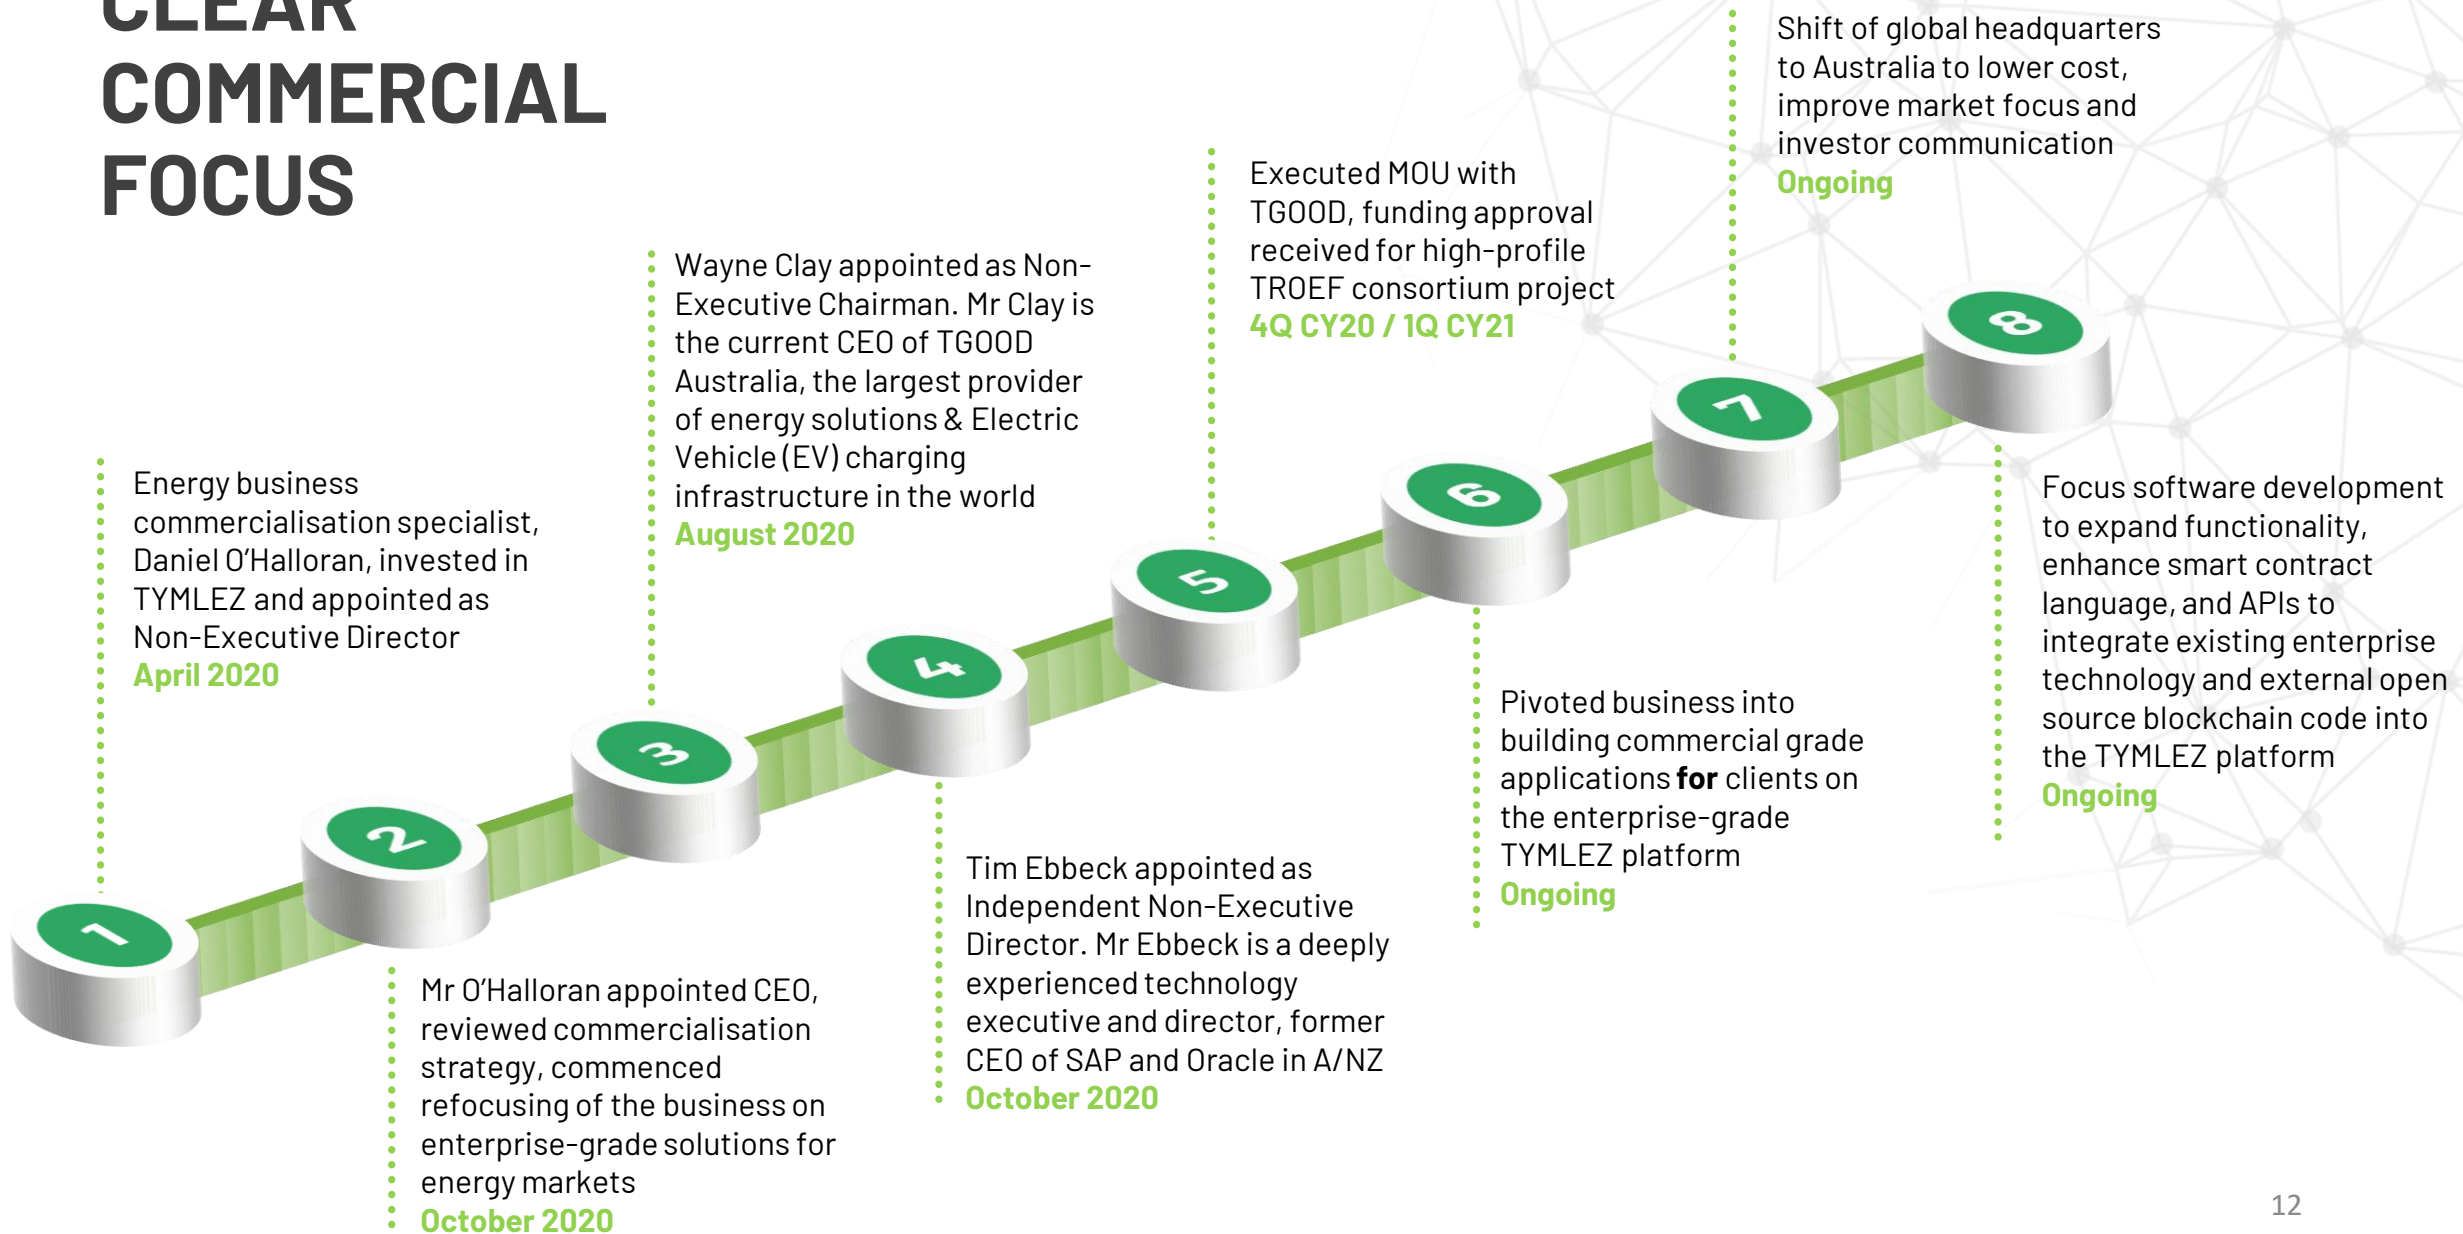 CLEAR
COMMERCIAL
FOCUS
1
Energy business
commercialisation specialist,
Daniel O'Halloran, invested in
TYMLEZ and appointed as
Non-Executive Director
April 2020
2
Mr O'Halloran appointed CEO,
reviewed commercialisation
strategy, commenced
refocusing of the business on
enterprise-grade solutions for
energy markets
October 2020
3
Wayne Clay appointed as Non-
Executive Chairman. Mr Clay is
the current CEO of TGOOD
Australia, the largest provider
of energy solutions & Electric
Vehicle (EV) charging
infrastructure in the world
August 2020
4
Tim Ebbeck appointed as
Independent Non-Executive
Director. Mr Ebbeck is a deeply
experienced technology
executive and director, former
CEO of SAP and Oracle in A/NZ
October 2020
5
Executed MOU with
TGOOD, funding approval
received for high-profile
TROEF consortium project
4Q CY20 / 1Q CY21
6
Pivoted business into
building commercial grade
applications for clients on
the enterprise-grade
TYMLEZ platform
Ongoing
7
Shift of global headquarters
to Australia to lower cost,
improve market focus and
investor communication
Ongoing
8
Focus software development
to expand functionality,
enhance smart contract
language, and APIs to
integrate existing enterprise
technology and external open
source blockchain code into
the TYMLEZ platform
Ongoing
12